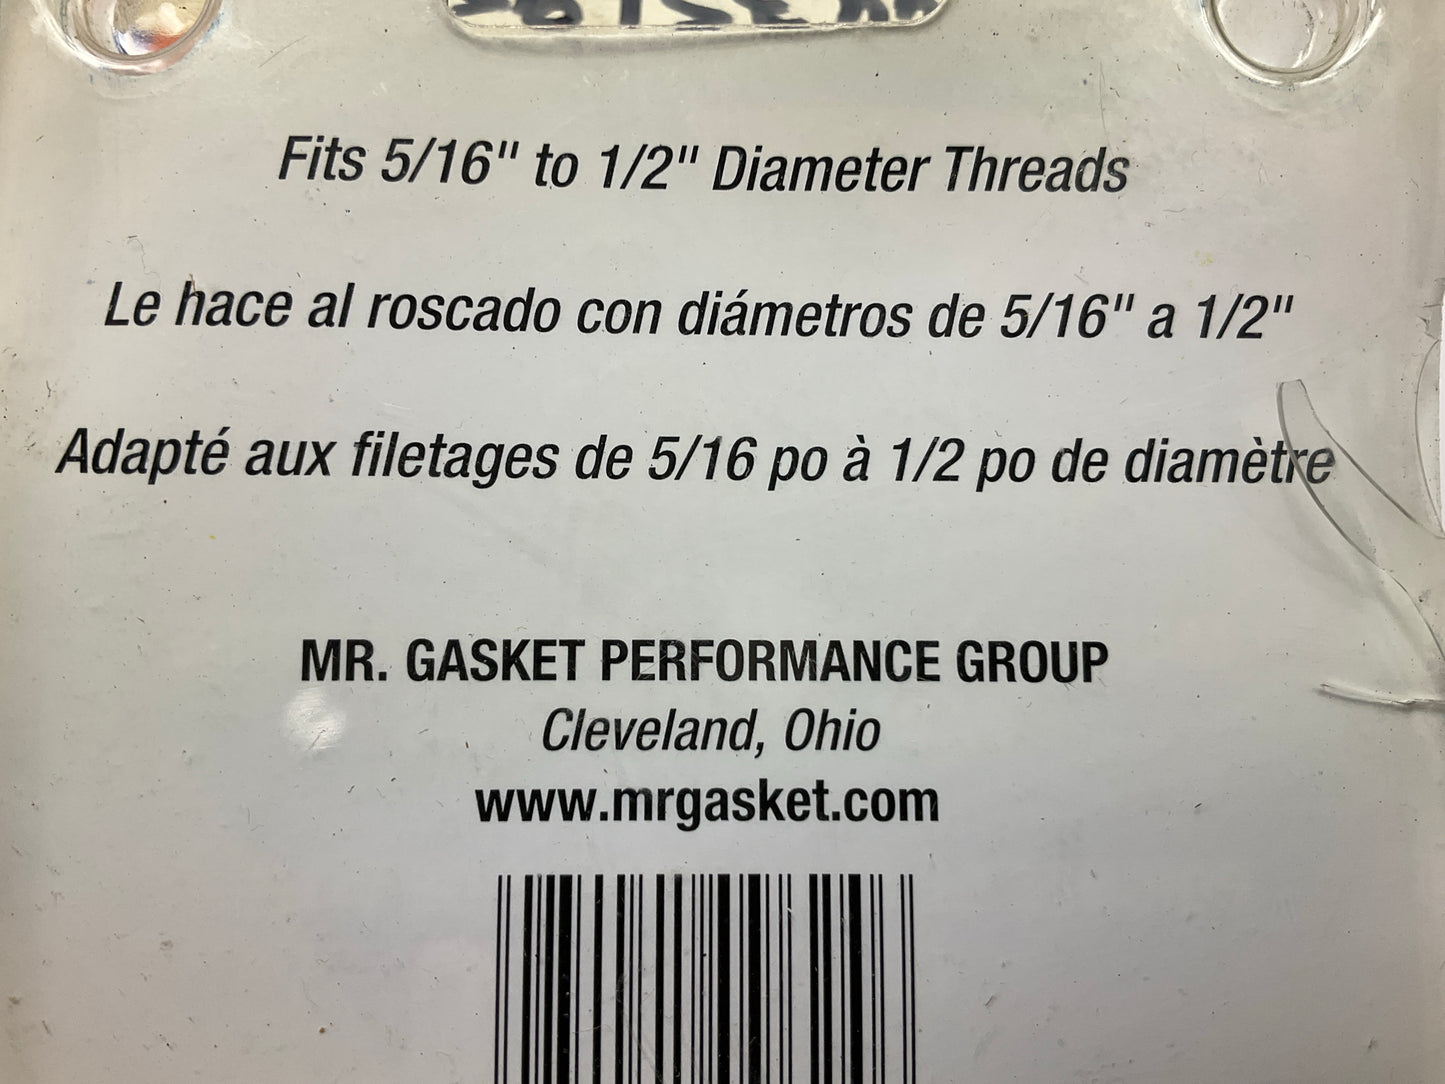 Fits 5/16" to 1/2" Diameter Threads
Le hace al roscado con diámetros de 5/16" a 1/2"
Adapté aux filetages de 5/16 po à 1/2 po de diamètre
MR. GASKET PERFORMANCE GROUP
Cleveland, Ohio
www.mrgasket.com